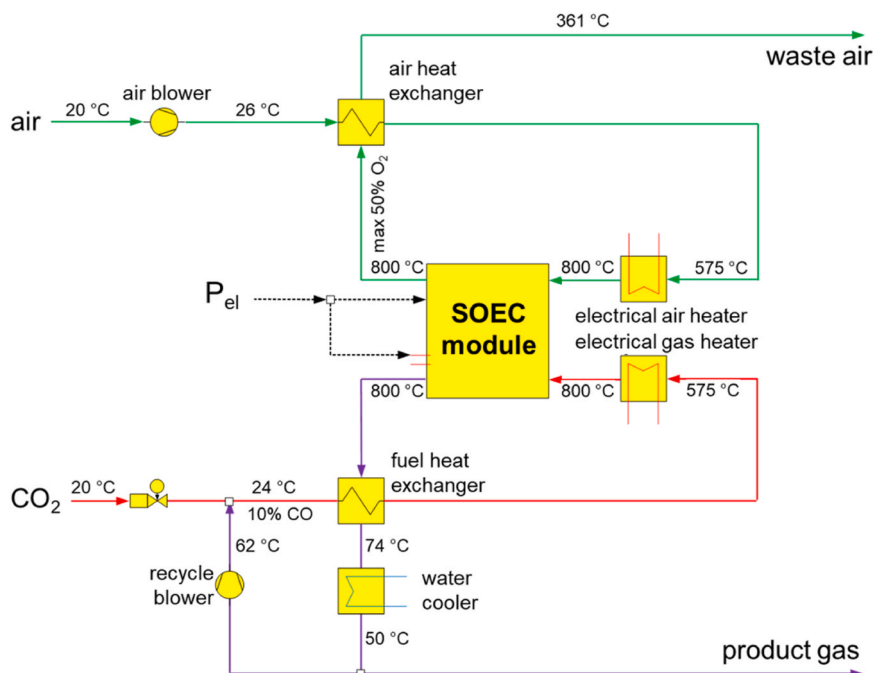 361 °C
waste air
air blower
air heat
exchanger
20 °C
26 °C
air
max 50% O₂
800 °C
800 °C
575 °C
Pₑₗ
SOEC
module
electrical air heater
electrical gas heater
800 °C
800 °C
575 °C
fuel heat
exchanger
CO₂
20 °C
24 °C
10% CO
62 °C
74 °C
recycle
blower
water
cooler
50 °C
product gas